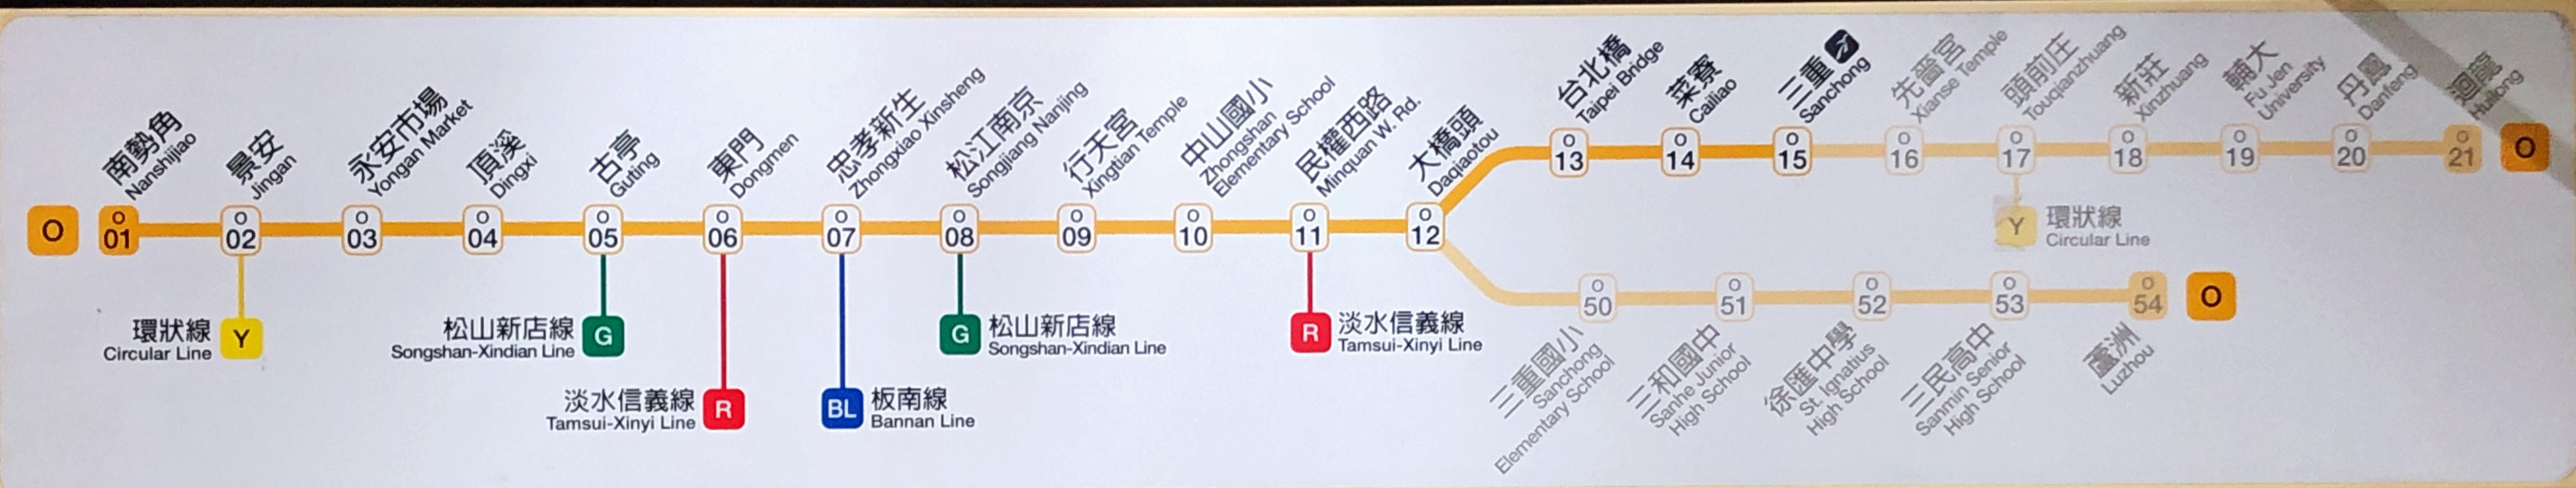 O
O
01
南勢角
Nanshijiao
O
02
景安
Jingan
Y
環狀線
Circular Line
O
03
永安市場
Yongan Market
O
04
頂溪
Dingxi
O
05
古亭
Guting
G
松山新店線
Songshan-Xindian Line
O
06
東門
Dongmen
R
淡水信義線
Tamsui-Xinyi Line
O
07
忠孝新生
Zhongxiao Xinsheng
BL
板南線
Bannan Line
O
08
松江南京
Songjiang Nanjing
G
松山新店線
Songshan-Xindian Line
O
09
行天宮
Xingtian Temple
O
10
中山國小
Zhongshan
Elementary School
O
11
民權西路
Minquan W. Rd.
R
淡水信義線
Tamsui-Xinyi Line
O
12
大橋頭
Daqiaotou
O
13
台北橋
Taipei Bridge
O
14
菜寮
Cailiao
O
15
三重
Sanchong
O
16
先嗇宮
Xianse Temple
O
17
頭前庄
Touqianzhuang
Y
環狀線
Circular Line
O
18
新莊
Xinzhuang
O
19
輔大
Fu Jen
University
O
20
丹鳳
Danfeng
O
21
迴龍
Huilong
O
O
50
三重國小
Sanchong
Elementary School
O
51
三和國中
Sanhe Junior
High School
O
52
徐匯中學
St. Ignatius
High School
O
53
三民高中
Sanmin Senior
High School
O
54
蘆洲
Luzhou
O